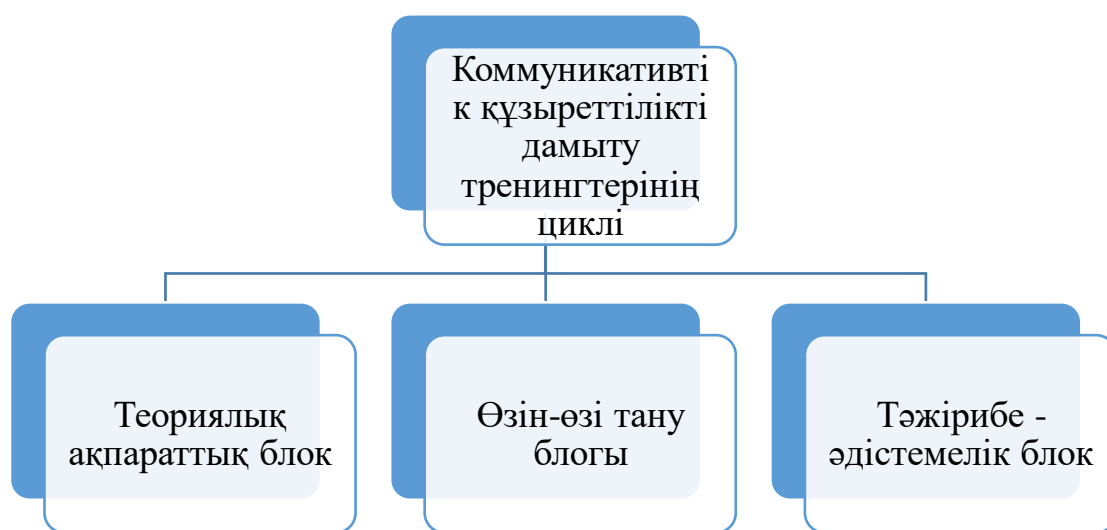 Коммуникативті
к құзыреттілікті
дамыту
тренингтерінің
циклі
Теориялық
ақпараттық блок
Өзін-өзі тану
блогы
Тәжірибе -
әдістемелік блок